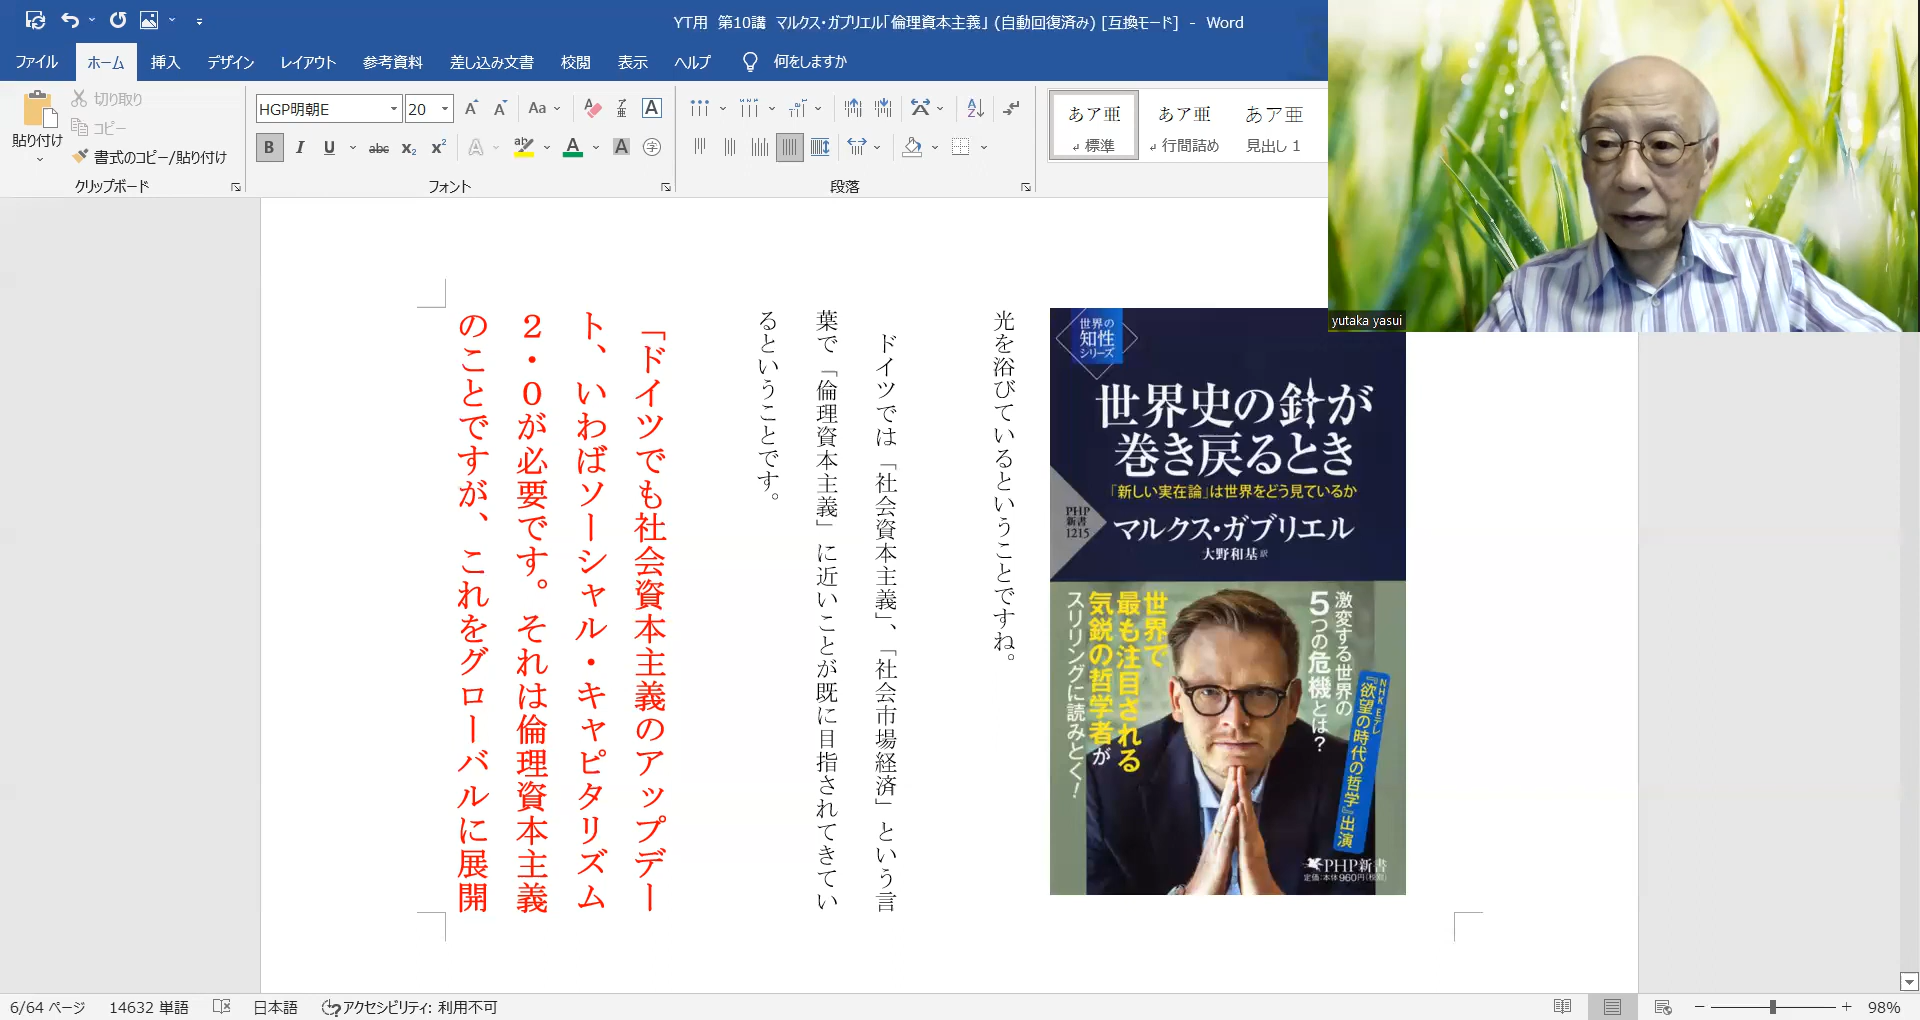 YT用 第10講 マルクス・ガブリエル「倫理資本主義」 (自動回復済み) [互換モード] - Word
ファイル
ホーム
挿入
デザイン
レイアウト
参考資料
差し込み文書
校閲
表示
ヘルプ
何をしますか
貼り付け
切り取り
コピー
書式のコピー/貼り付け
クリップボード
HGP明朝E
20
Aa
フォント
段落
あア亜
標準
あア亜
行間詰め
あア亜
見出し 1
yutaka yasui
世界の
知性
シリーズ
世界史の針が
巻き戻るとき
「新しい実在論」は世界をどう見ているか
PHP
新書
1215
マルクス・ガブリエル
大野和基 訳
激変する世界の
5つの危機とは?
NHK Eテレ
『欲望の時代の哲学』出演
世界で
最も注目される
気鋭の哲学者が
スリリングに読みとく!
PHP新書
定価:本体960円(税別)
光を浴びているということですね。
ドイツでは「社会資本主義」、「社会市場経済」という言
葉で「倫理資本主義」に近いことが既に目指されてきてい
るということです。
「ドイツでも社会資本主義のアップデー
ト、いわばソーシャル・キャピタリズム
2・0が必要です。それは倫理資本主義
のことですが、これをグローバルに展開
6/64 ページ
14632 単語
日本語
アクセシビリティ: 利用不可
98%